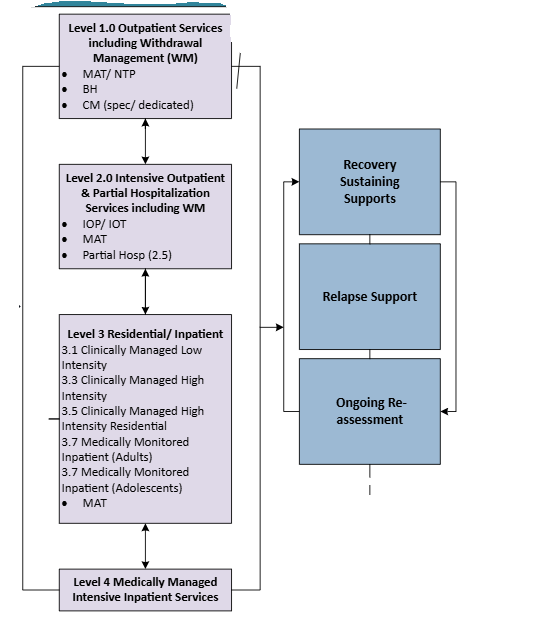 Level 1.0 Outpatient Services
including Withdrawal
Management (WM)
• MAT/ NTP
• BH
• CM (spec/ dedicated)
Level 2.0 Intensive Outpatient
& Partial Hospitalization
Services including WM
• IOP/ IOT
• MAT
• Partial Hosp (2.5)
Level 3 Residential/ Inpatient
3.1 Clinically Managed Low
Intensity
3.3 Clinically Managed High
Intensity
3.5 Clinically Managed High
Intensity Residential
3.7 Medically Monitored
Inpatient (Adults)
3.7 Medically Monitored
Inpatient (Adolescents)
• MAT
Level 4 Medically Managed
Intensive Inpatient Services
Recovery
Sustaining
Supports
Relapse Support
Ongoing Re-
assessment